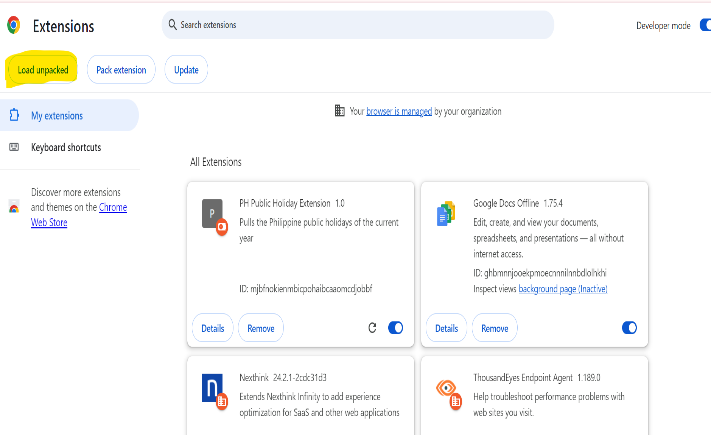 Extensions
Search extensions
Developer mode
Load unpacked
Pack extension
Update
My extensions
Keyboard shortcuts
Discover more extensions
and themes on the Chrome
Web Store
Your browser is managed by your organization
All Extensions
P
PH Public Holiday Extension 1.0
Pulls the Philippine public holidays of the current
year
ID: mjbfnokienmbicpohaibcaaomcdjobbf
Details
Remove
Google Docs Offline 1.75.4
Edit, create, and view your documents,
spreadsheets, and presentations — all without
internet access.
ID: ghbmnnjooekpmoecnnnilnnbdlolhkhi
Inspect views background page (Inactive)
Details
Remove
n
Nexthink 24.2.1-2cdc31d3
Extends Nexthink Infinity to add experience
optimization for SaaS and other web applications
ThousandEyes Endpoint Agent 1.189.0
Help troubleshoot performance problems with
web sites you visit.